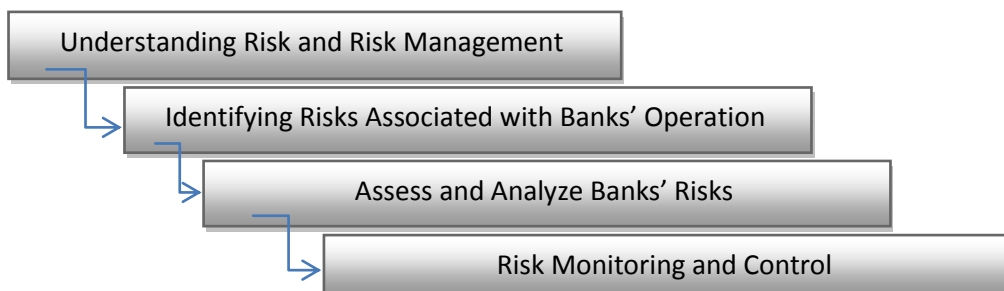 Understanding Risk and Risk Management
Identifying Risks Associated with Banks’ Operation
Assess and Analyze Banks’ Risks
Risk Monitoring and Control